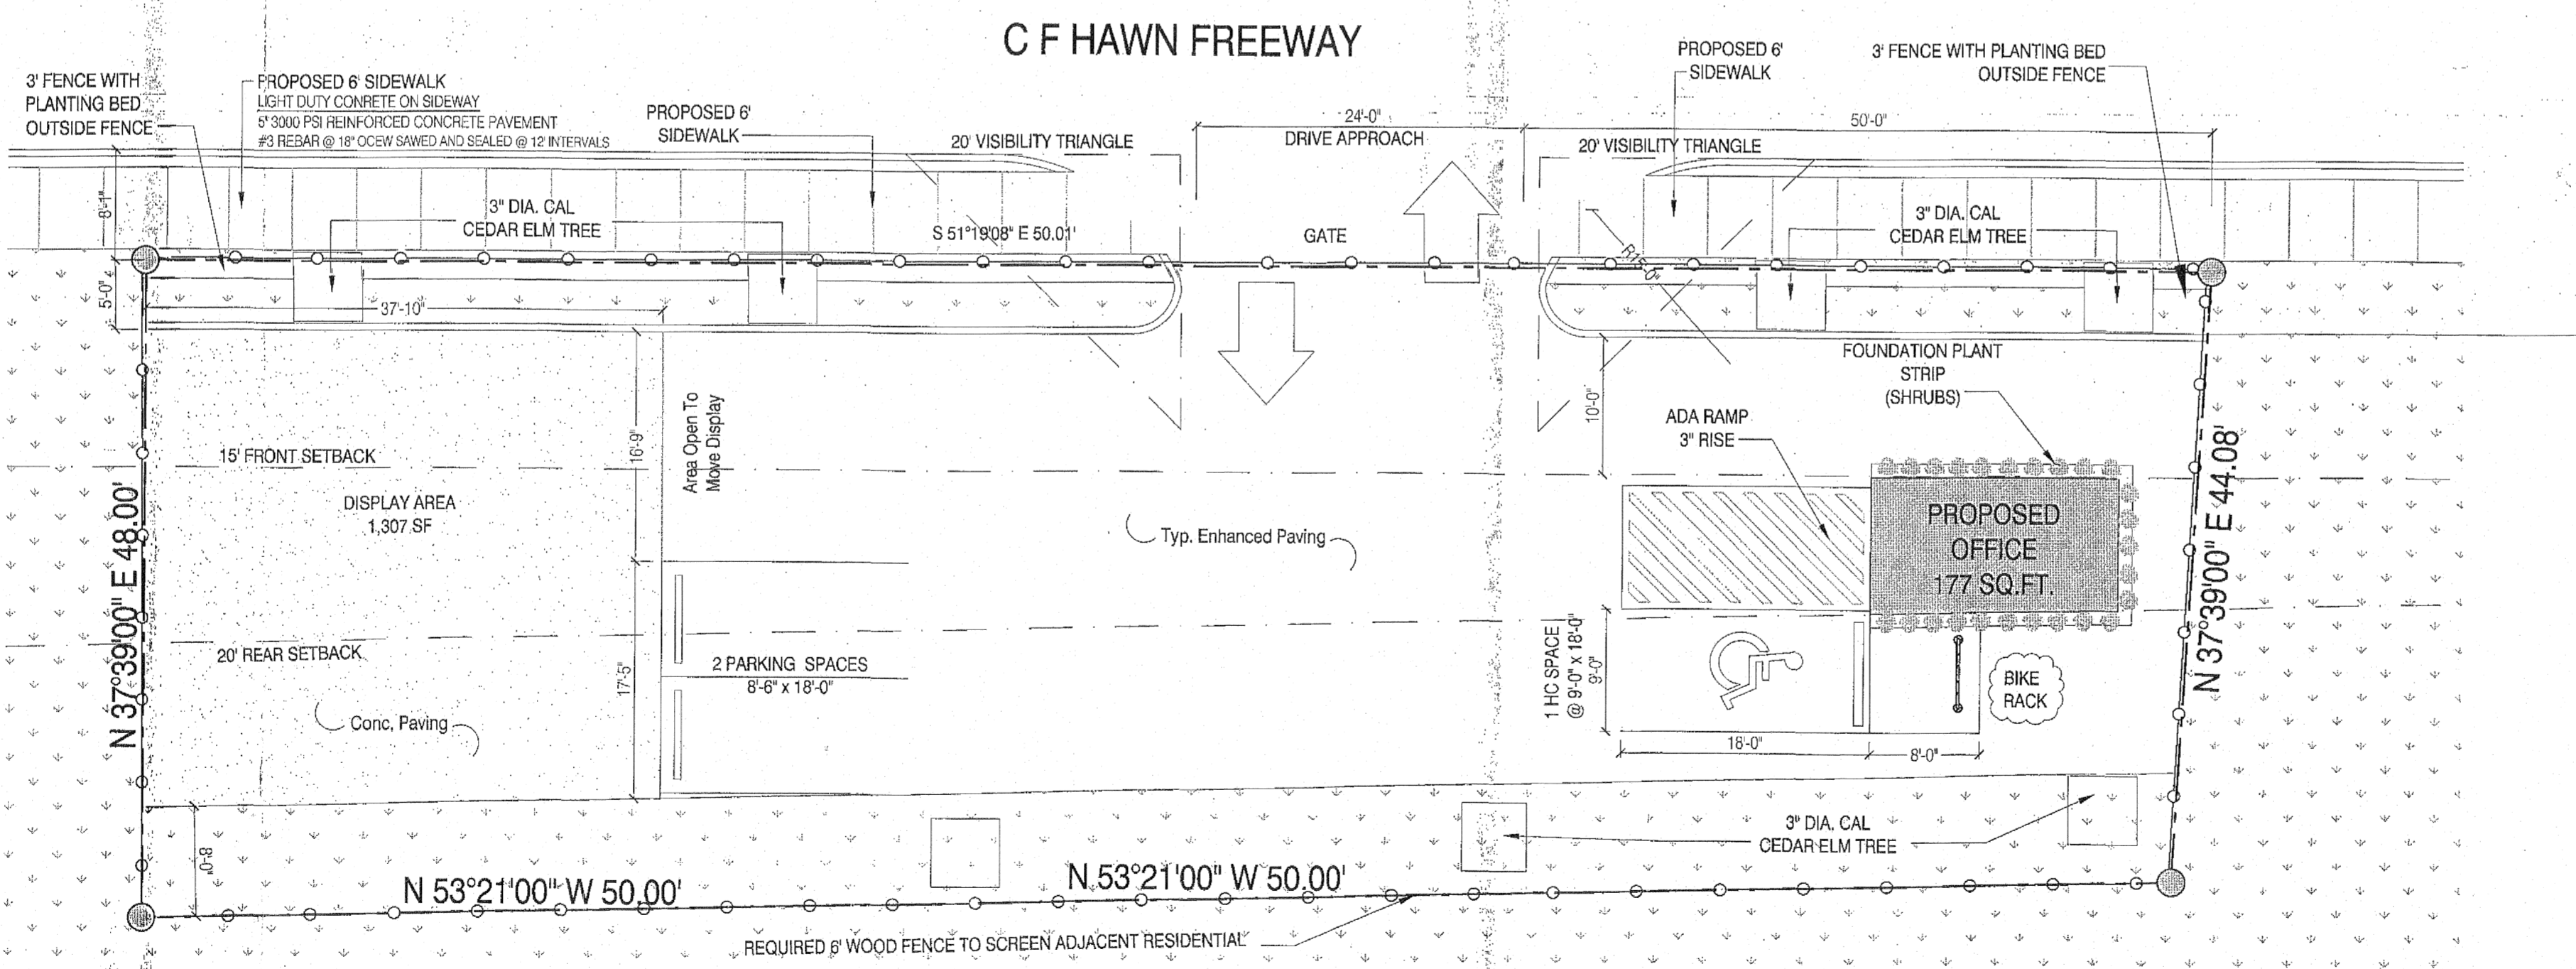 C F HAWN FREEWAY
3' FENCE WITH
PLANTING BED
OUTSIDE FENCE
PROPOSED 6' SIDEWALK
LIGHT DUTY CONRETE ON SIDEWAY
5' 3000 PSI REINFORCED CONCRETE PAVEMENT
#3 REBAR @ 18" OCEW SAWED AND SEALED @ 12' INTERVALS
PROPOSED 6'
SIDEWALK
20' VISIBILITY TRIANGLE
24'-0"
DRIVE APPROACH
PROPOSED 6'
SIDEWALK
3' FENCE WITH PLANTING BED
OUTSIDE FENCE
50'-0"
20' VISIBILITY TRIANGLE
8'-1"
3" DIA. CAL
CEDAR ELM TREE
S 51°19'08" E 50.01'
GATE
R15'-0"
3" DIA. CAL
CEDAR ELM TREE
5'-0"
37'-10"
FOUNDATION PLANT
STRIP
(SHRUBS)
10'-0"
ADA RAMP
3" RISE
16'-9"
Area Open To
Move Display
15' FRONT SETBACK
DISPLAY AREA
1,307 SF
Typ. Enhanced Paving
PROPOSED
OFFICE
177 SQ.FT.
N 37°39'00" E 48.00'
N 37°39'00" E 44.08'
20' REAR SETBACK
17'-5"
2 PARKING SPACES
8'-6" x 18'-0"
1 HC SPACE
@ 9'-0" x 18'-0"
9'-0"
BIKE
RACK
Conc. Paving
18'-0"
8'-0"
8'-0"
3" DIA. CAL
CEDAR ELM TREE
N 53°21'00" W 50.00'
N 53°21'00" W 50.00'
REQUIRED 6' WOOD FENCE TO SCREEN ADJACENT RESIDENTIAL